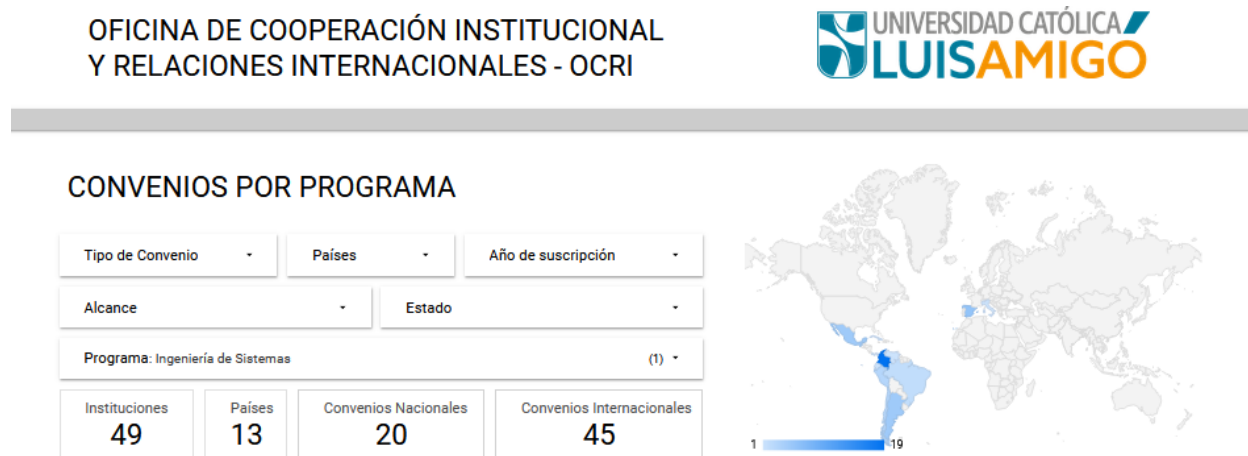 OFICINA DE COOPERACIÓN INSTITUCIONAL
Y RELACIONES INTERNACIONALES - OCRI
UNIVERSIDAD CATÓLICA
LUISAMIGÓ
CONVENIOS POR PROGRAMA
Tipo de Convenio
Países
Año de suscripción
Alcance
Estado
Programa: Ingeniería de Sistemas (1)
Instituciones
49
Países
13
Convenios Nacionales
20
Convenios Internacionales
45
1
19